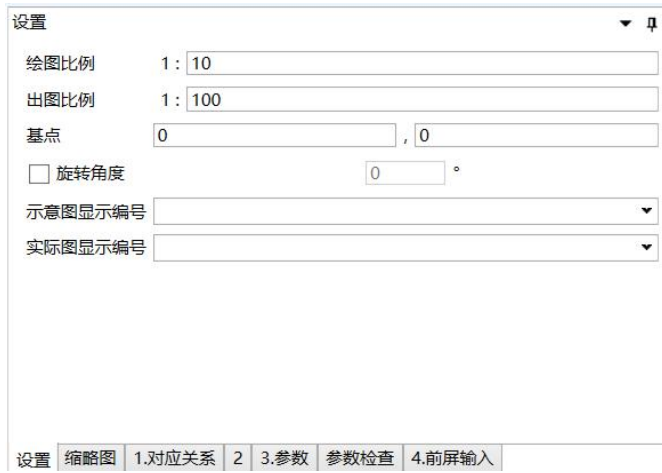 设置
绘图比例 1: 10
出图比例 1: 100
基点 0 , 0
旋转角度 0 °
示意图显示编号
实际图显示编号
设置 缩略图 1.对应关系 2 3.参数 参数检查 4.前屏输入